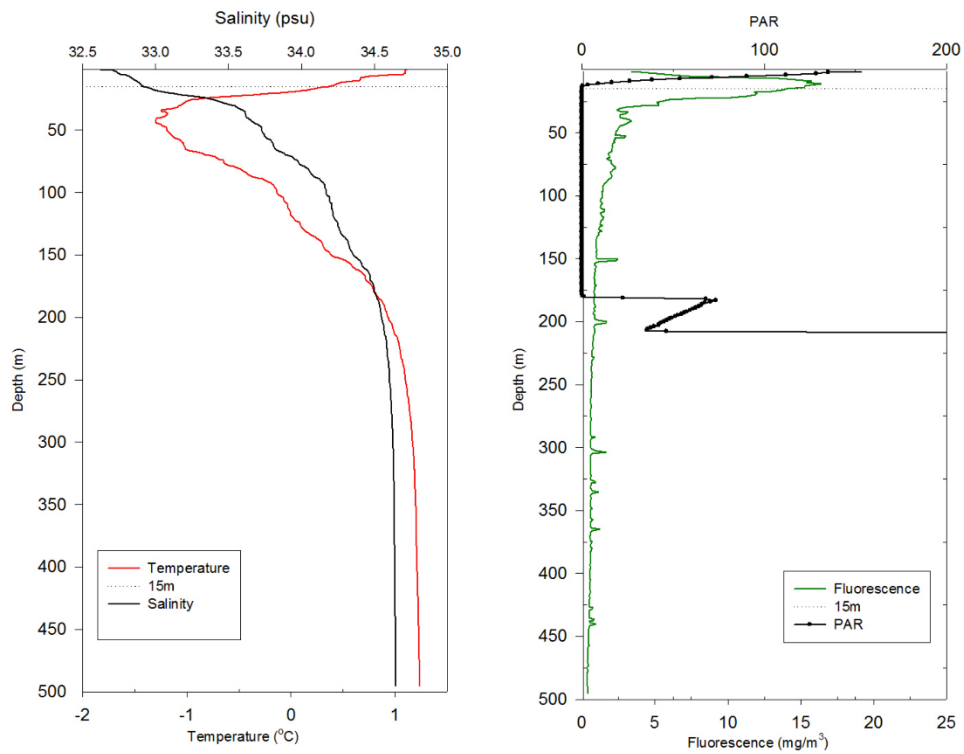 Salinity (psu)
32.5 33.0 33.5 34.0 34.5 35.0
50
100
150
200
250
300
350
400
450
500
Depth (m)
Temperature
15m
Salinity
-2 -1 0 1
Temperature (°C)
PAR
0 100 200
50
100
150
200
250
300
350
400
450
500
Depth (m)
Fluorescence
15m
PAR
0 5 10 15 20 25
Fluorescence (mg/m³)